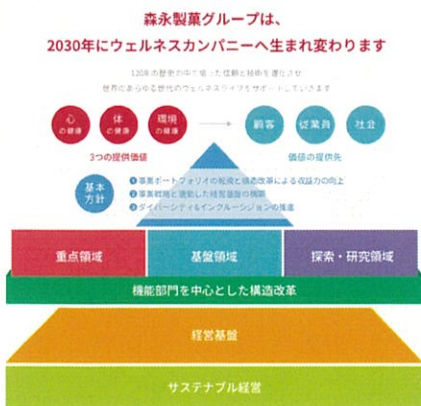 森永製菓グループは、
2030年にウェルネスカンパニーへ生まれ変わります
120年の歴史の中で培った信頼と技術を進化させ
世界のあらゆる世代のウェルネスライフをサポートしていきます
心の健康
体の健康
環境の健康
顧客
従業員
社会
3つの提供価値
価値の提供先
基本方針
❶事業ポートフォリオの転換と構造改革による収益力の向上
❷事業戦略と連動した経営基盤の構築
❸ダイバーシティ&インクルージョンの推進
重点領域
基盤領域
探索・研究領域
機能部門を中心とした構造改革
経営基盤
サステナブル経営